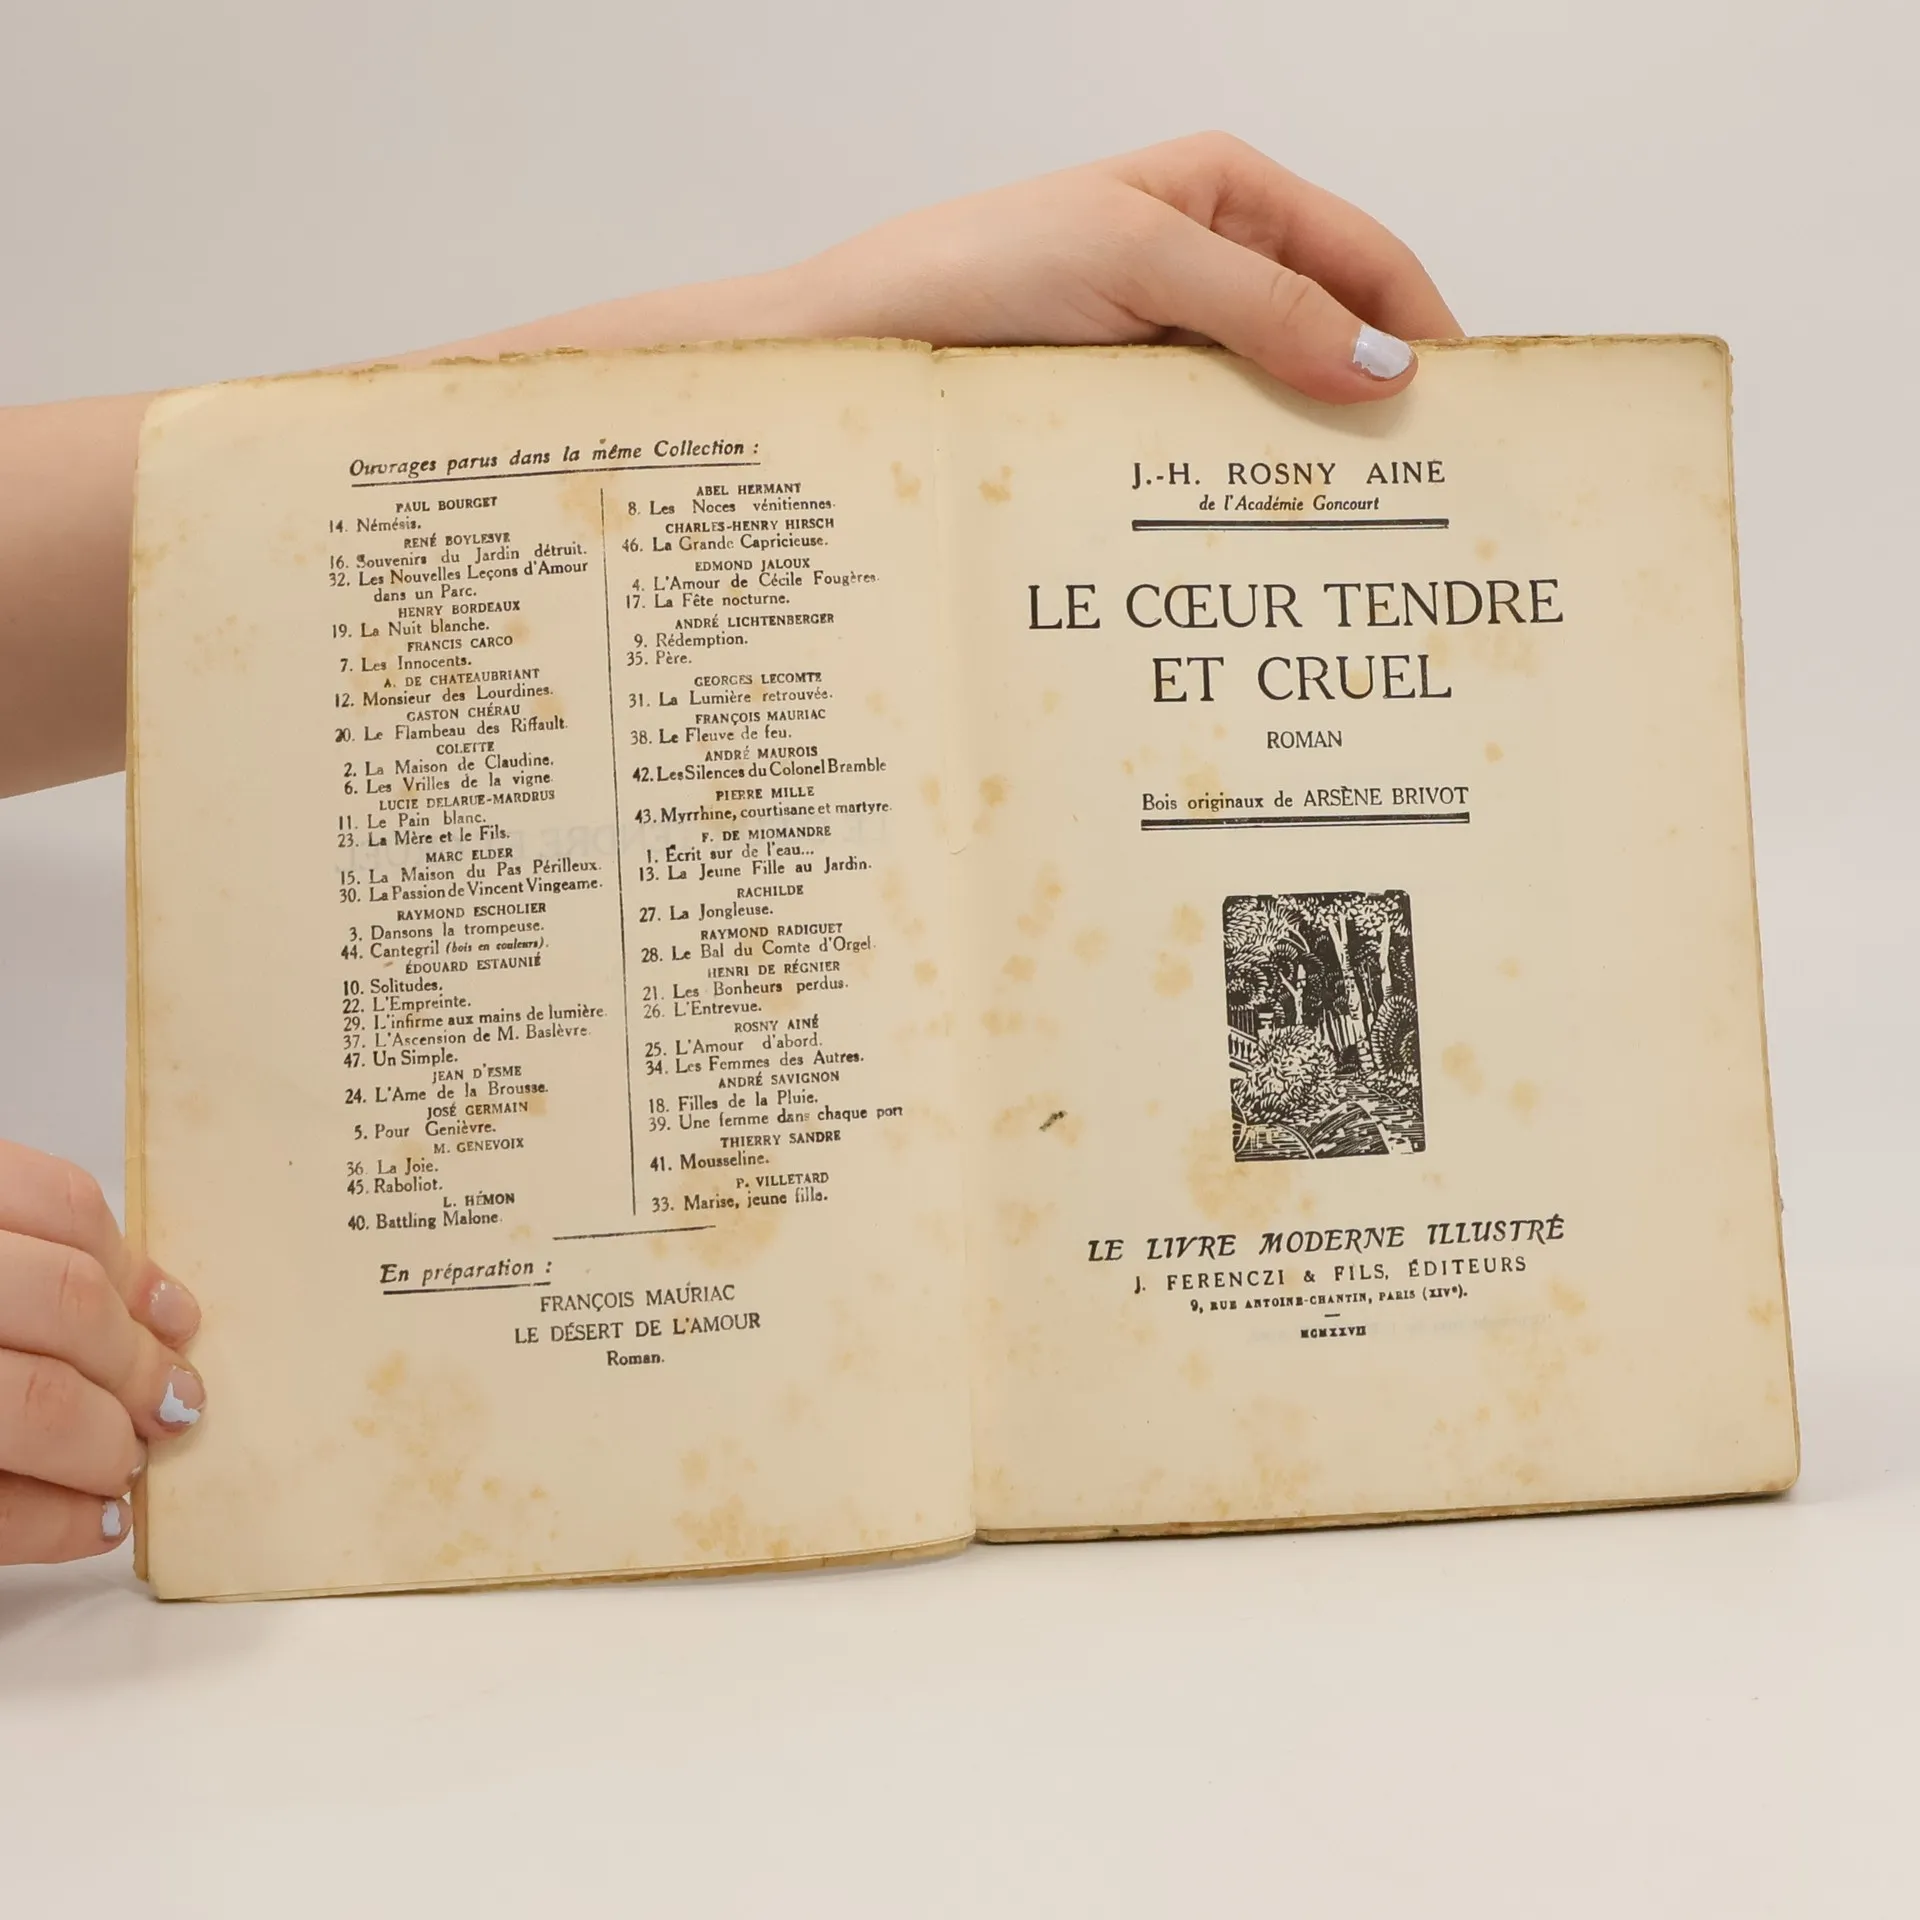 Ouvrages parus dans la même Collection :
PAUL BOURGET
14. Némésis.
RENÉ BOYLESVE
16. Souvenirs du Jardin détruit.
32. Les Nouvelles Leçons d'Amour
dans un Parc.
HENRY BORDEAUX
19. La Nuit blanche.
FRANCIS CARCO
7. Les Innocents.
A. DE CHATEAUBRIANT
12. Monsieur des Lourdines.
GASTON CHÉRAU
20. Le Flambeau des Riffault.
COLETTE
2. La Maison de Claudine.
6. Les Vrilles de la vigne.
LUCIE DELARUE-MARDRUS
11. Le Pain blanc.
23. La Mère et le Fils.
MARC ELDER
15. La Maison du Pas Périlleux.
30. La Passion de Vincent Vingeame.
RAYMOND ESCHOLIER
3. Dansons la trompeuse.
44. Cantegril (bois en couleurs).
ÉDOUARD ESTAUNIÉ
10. Solitudes.
22. L'Empreinte.
29. L'infirme aux mains de lumière.
37. L'Ascension de M. Baslèvre.
47. Un Simple.
JEAN D'ESME
24. L'Ame de la Brousse.
JOSÉ GERMAIN
5. Pour Genièvre.
M. GENEVOIX
36. La Joie.
45. Raboliot.
L. HÉMON
40. Battling Malone.
ABEL HERMANT
8. Les Noces vénitiennes.
CHARLES-HENRY HIRSCH
46. La Grande Capricieuse.
EDMOND JALOUX
4. L'Amour de Cécile Fougères.
17. La Fête nocturne.
ANDRÉ LICHTENBERGER
9. Rédemption.
35. Père.
GEORGES LECOMTE
31. La Lumière retrouvée.
FRANÇOIS MAURIAC
38. Le Fleuve de feu.
ANDRÉ MAUROIS
42. Les Silences du Colonel Bramble
PIERRE MILLE
43. Myrrhine, courtisane et martyre.
F. DE MIOMANDRE
1. Écrit sur de l'eau...
13. La Jeune Fille au Jardin.
RACHILDE
27. La Jongleuse.
RAYMOND RADIGUET
28. Le Bal du Comte d'Orgel.
HENRI DE RÉGNIER
21. Les Bonheurs perdus.
26. L'Entrevue.
ROSNY AINÉ
25. L'Amour d'abord.
34. Les Femmes des Autres.
ANDRÉ SAVIGNON
18. Filles de la Pluie.
39. Une femme dans chaque port
THIERRY SANDRE
41. Mousseline.
P. VILLETARD
33. Marise, jeune fille.
En préparation :
FRANÇOIS MAURIAC
LE DÉSERT DE L'AMOUR
Roman.
J.-H. ROSNY AINÉ
de l'Académie Goncourt
LE CŒUR TENDRE
ET CRUEL
ROMAN
Bois originaux de ARSÈNE BRIVOT
LE LIVRE MODERNE ILLUSTRÉ
J. FERENCZI & FILS, ÉDITEURS
9, RUE ANTOINE-CHANTIN, PARIS (XIVe).
MCMXXVII